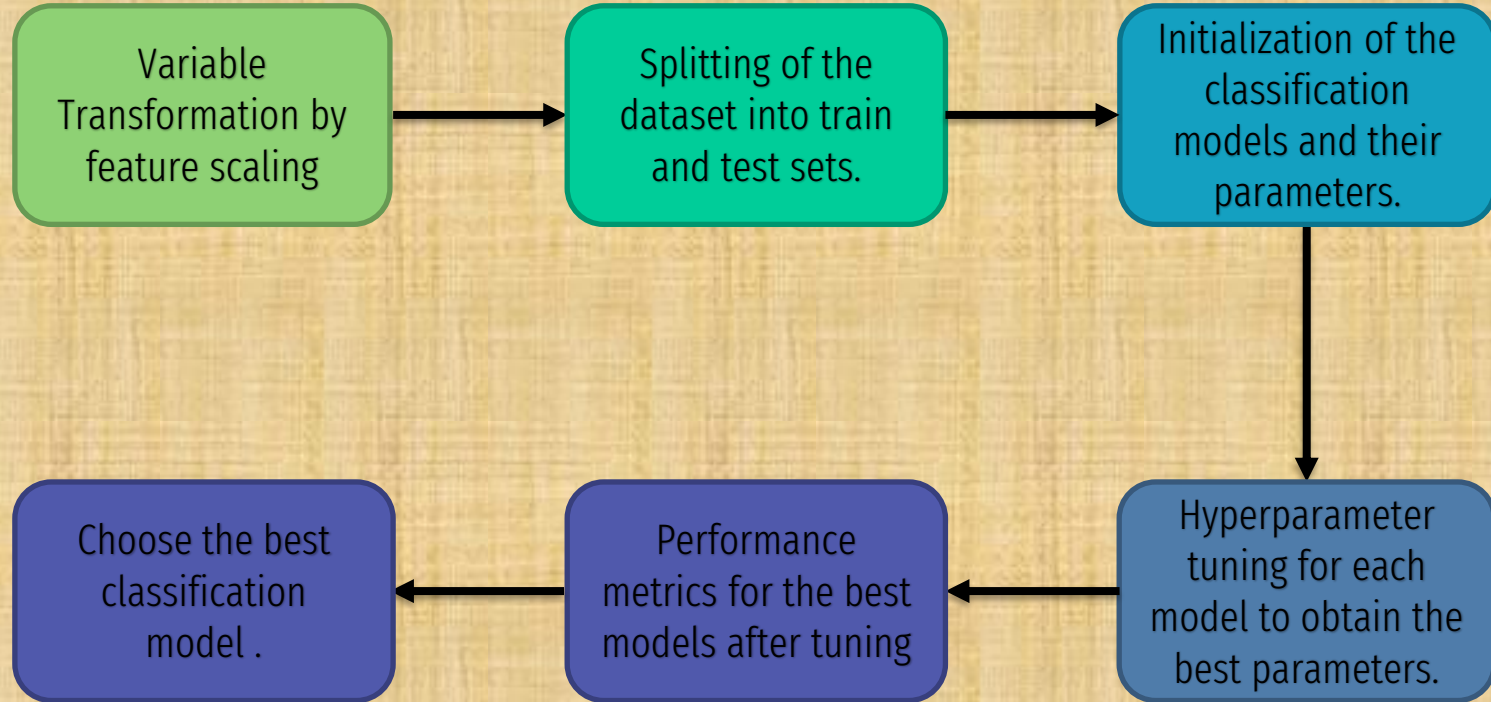 Variable
Transformation by
feature scaling
Splitting of the
dataset into train
and test sets.
Initialization of the
classification
models and their
parameters.
Hyperparameter
tuning for each
model to obtain the
best parameters.
Performance
metrics for the best
models after tuning
Choose the best
classification
model .